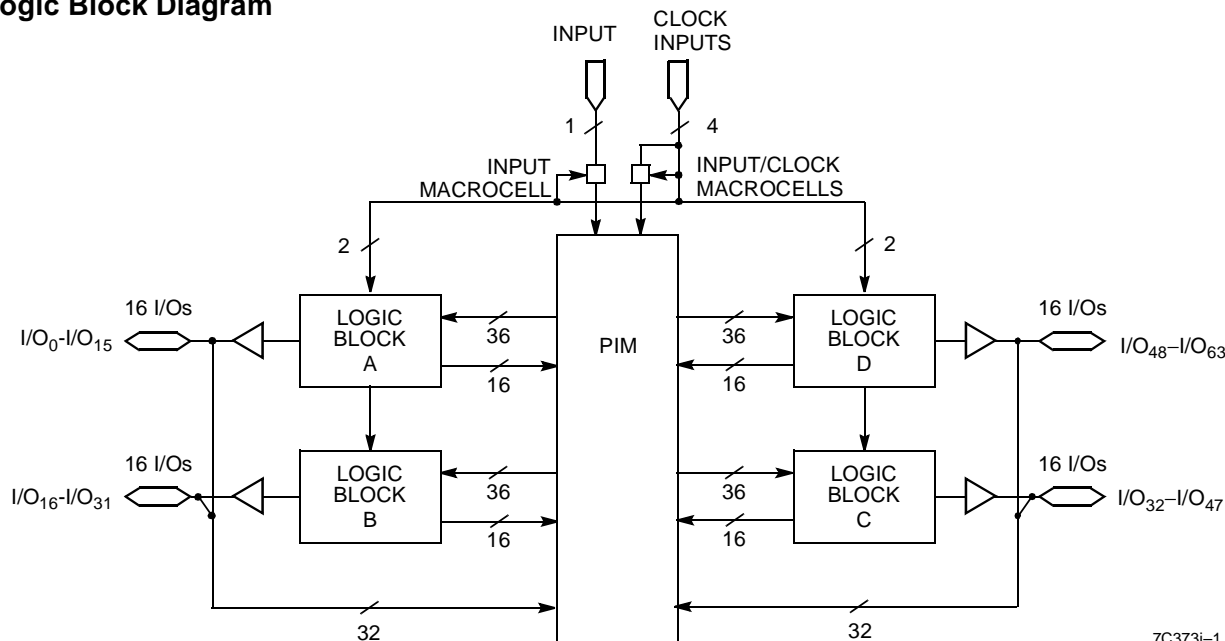 ogic Block Diagram
INPUT
CLOCK
INPUTS
1
4
INPUT
MACROCELL
INPUT/CLOCK
MACROCELLS
2
2
16 I/Os
I/O0-I/O15
LOGIC
BLOCK
A
36
16
PIM
36
16
LOGIC
BLOCK
D
16 I/Os
I/O48–I/O63
16 I/Os
I/O16-I/O31
LOGIC
BLOCK
B
36
16
36
16
LOGIC
BLOCK
C
16 I/Os
I/O32–I/O47
32
32
7C373i–1